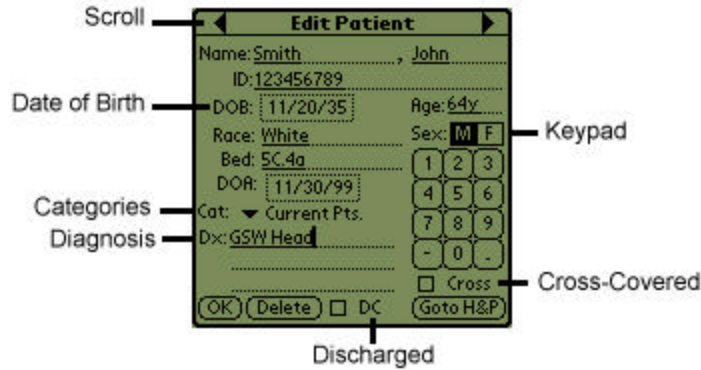 Scroll
Edit Patient
Name: Smith , John
ID: 123456789
Date of Birth
DOB: 11/20/35 Age: 64y
Race: White Sex: M F
Keypad
Bed: 5C.4a 1 2 3
DOA: 11/30/99 4 5 6
Categories
Cat: Current Pts. 7 8 9
Diagnosis
Dx: GSW Head - 0 .
Cross
Cross-Covered
OK Delete DC Goto H&P
Discharged